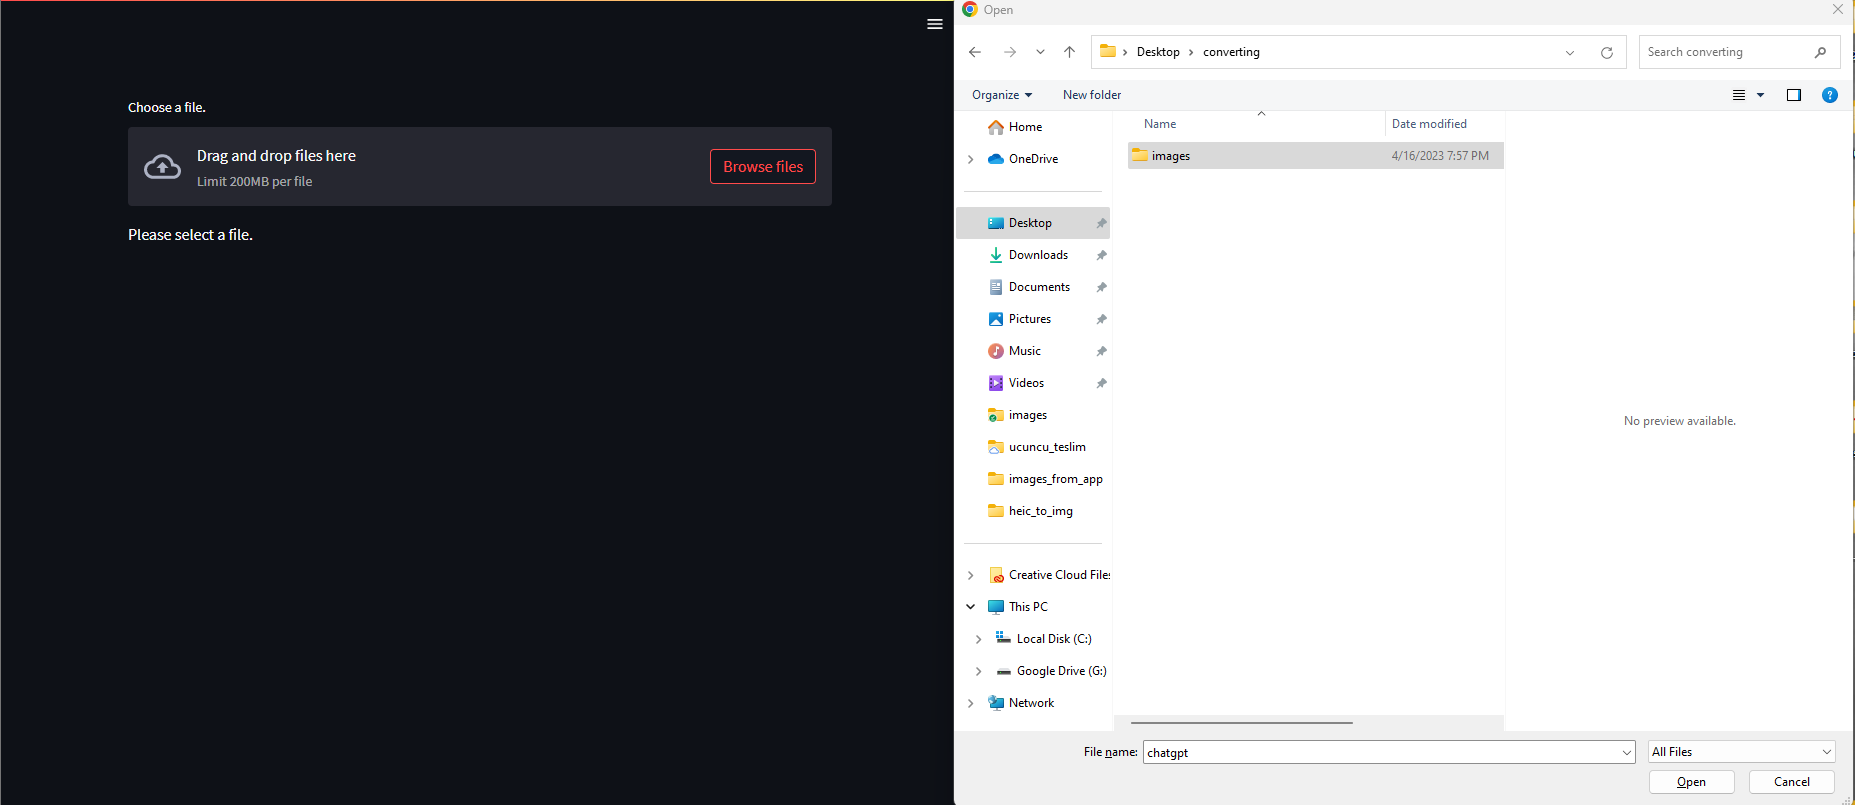 Choose a file.
Drag and drop files here
Limit 200MB per file
Browse files
Please select a file.
Open
Desktop
converting
Search converting
Organize
New folder
?
Home
OneDrive
Desktop
Downloads
Documents
Pictures
Music
Videos
images
ucuncu_teslim
images_from_app
heic_to_img
Creative Cloud Files
This PC
Local Disk (C:)
Google Drive (G:)
Network
Name
Date modified
images
4/16/2023 7:57 PM
No preview available.
File name:
chatgpt
All Files
Open
Cancel